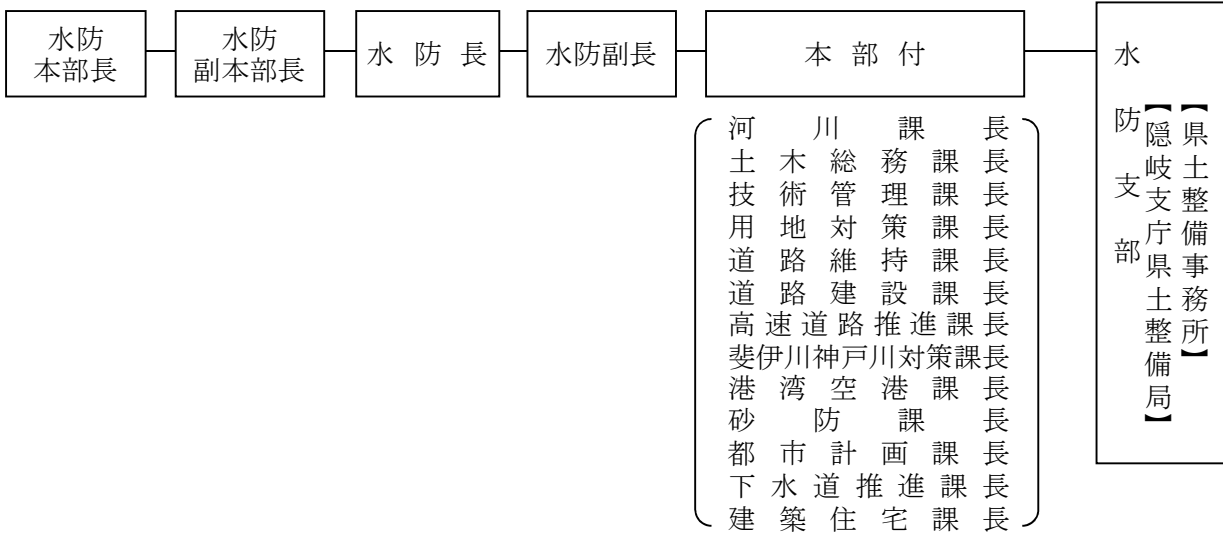 水防
本部長
水防
副本部長
水防長
水防副長
本部付
河川課長
土木総務課長
技術管理課長
用地対策課長
道路維持課長
道路建設課長
高速道路推進課長
斐伊川神戸川対策課長
港湾空港課長
砂防課長
都市計画課長
下水道推進課長
建築住宅課長
水防支部
【県土整備事務所】
【隠岐支庁県土整備局】